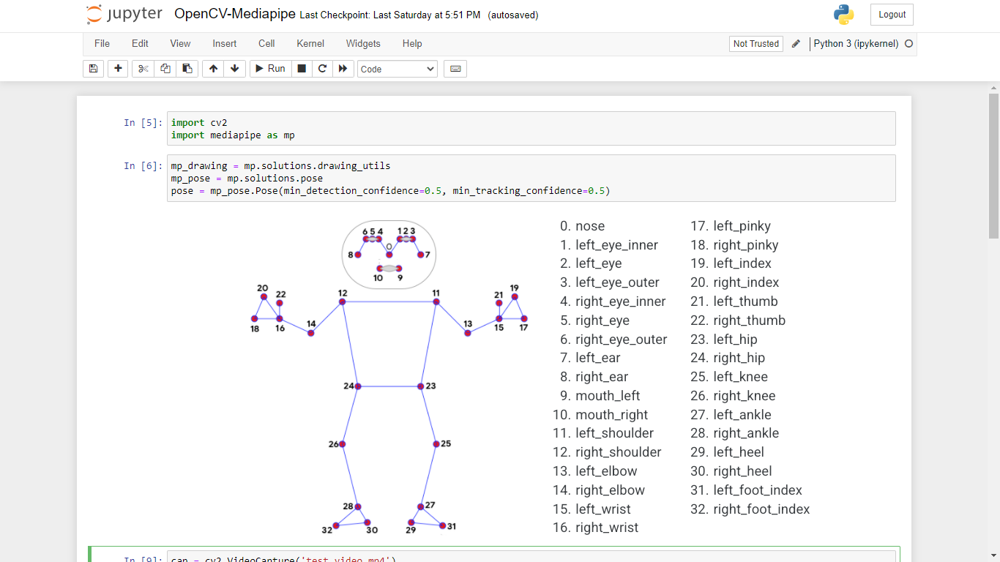 jupyter OpenCV-Mediapipe Last Checkpoint: Last Saturday at 5:51 PM (autosaved)
Logout
File Edit View Insert Cell Kernel Widgets Help
Not Trusted Python 3 (ipykernel)
Run Code
In [5]: import cv2
import mediapipe as mp
In [6]: mp_drawing = mp.solutions.drawing_utils
mp_pose = mp.solutions.pose
pose = mp_pose.Pose(min_detection_confidence=0.5, min_tracking_confidence=0.5)
6 5 4 1 2 3
0
8 7
10 9
20 22 12 11 21 19
18 16 14 13 15 17
24 23
26 25
28 27
32 30 29 31
0. nose
1. left_eye_inner
2. left_eye
3. left_eye_outer
4. right_eye_inner
5. right_eye
6. right_eye_outer
7. left_ear
8. right_ear
9. mouth_left
10. mouth_right
11. left_shoulder
12. right_shoulder
13. left_elbow
14. right_elbow
15. left_wrist
16. right_wrist
17. left_pinky
18. right_pinky
19. left_index
20. right_index
21. left_thumb
22. right_thumb
23. left_hip
24. right_hip
25. left_knee
26. right_knee
27. left_ankle
28. right_ankle
29. left_heel
30. right_heel
31. left_foot_index
32. right_foot_index
In [9]: cap = cv2.VideoCapture('test_video.mp4')